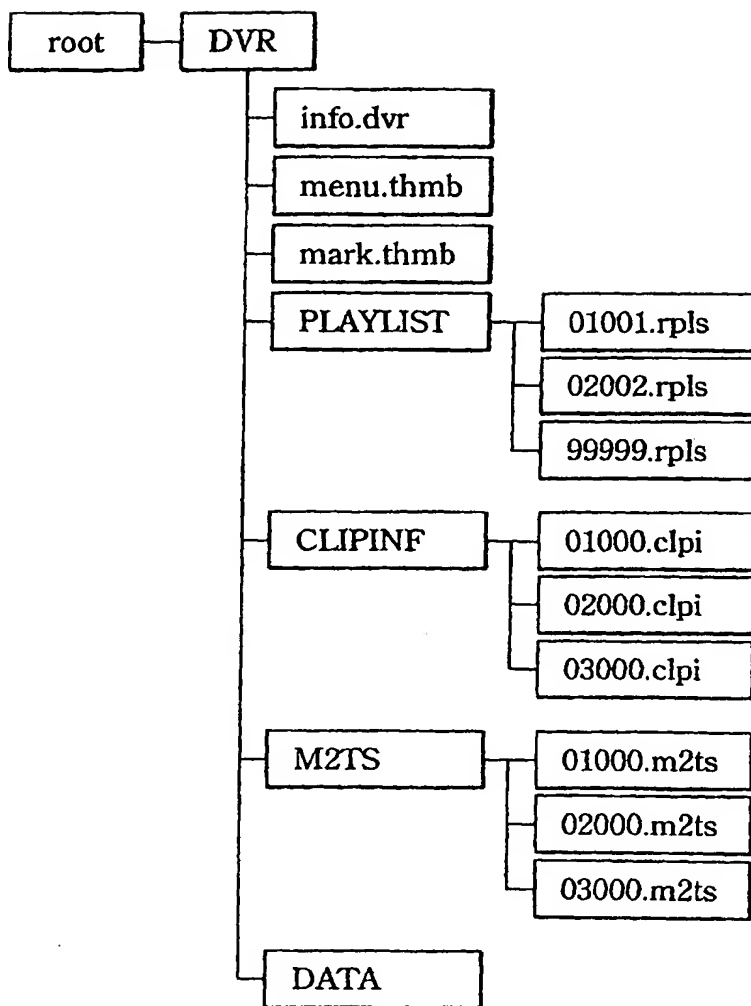 root
DVR
info.dvr
menu.thmb
mark.thmb
PLAYLIST
01001.rpls
02002.rpls
99999.rpls
CLIPINF
01000.clpi
02000.clpi
03000.clpi
M2TS
01000.m2ts
02000.m2ts
03000.m2ts
DATA